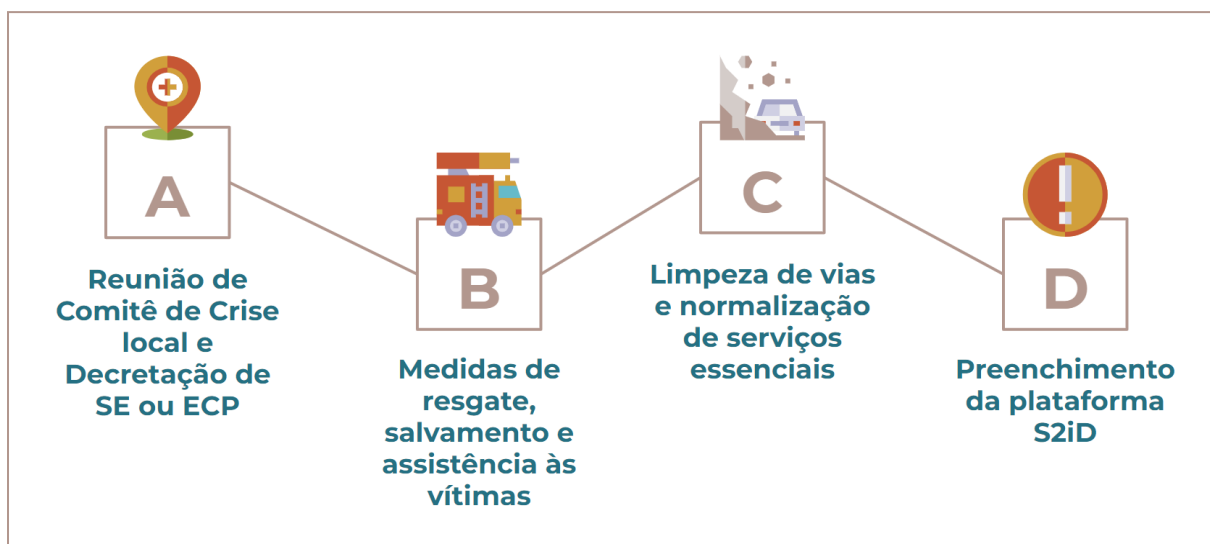 A
Reunião de
Comitê de Crise
local e
Decretação de
SE ou ECP
B
Medidas de
resgate,
salvamento e
assistência às
vítimas
C
Limpeza de vias
e normalização
de serviços
essenciais
D
Preenchimento
da plataforma
S2iD